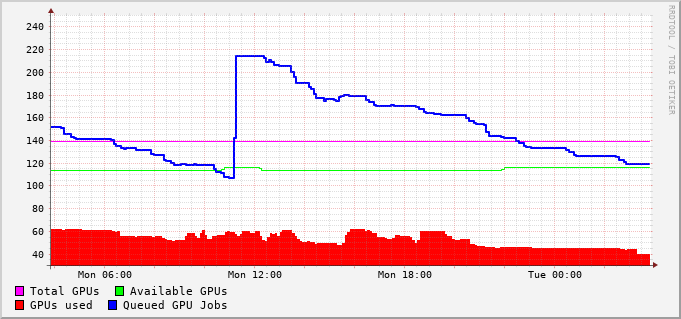 RRDTOOL / TOBI OETIKER
240
220
200
180
160
140
120
100
80
60
40
Mon 06:00 Mon 12:00 Mon 18:00 Tue 00:00
Total GPUs Available GPUs
GPUs used Queued GPU Jobs